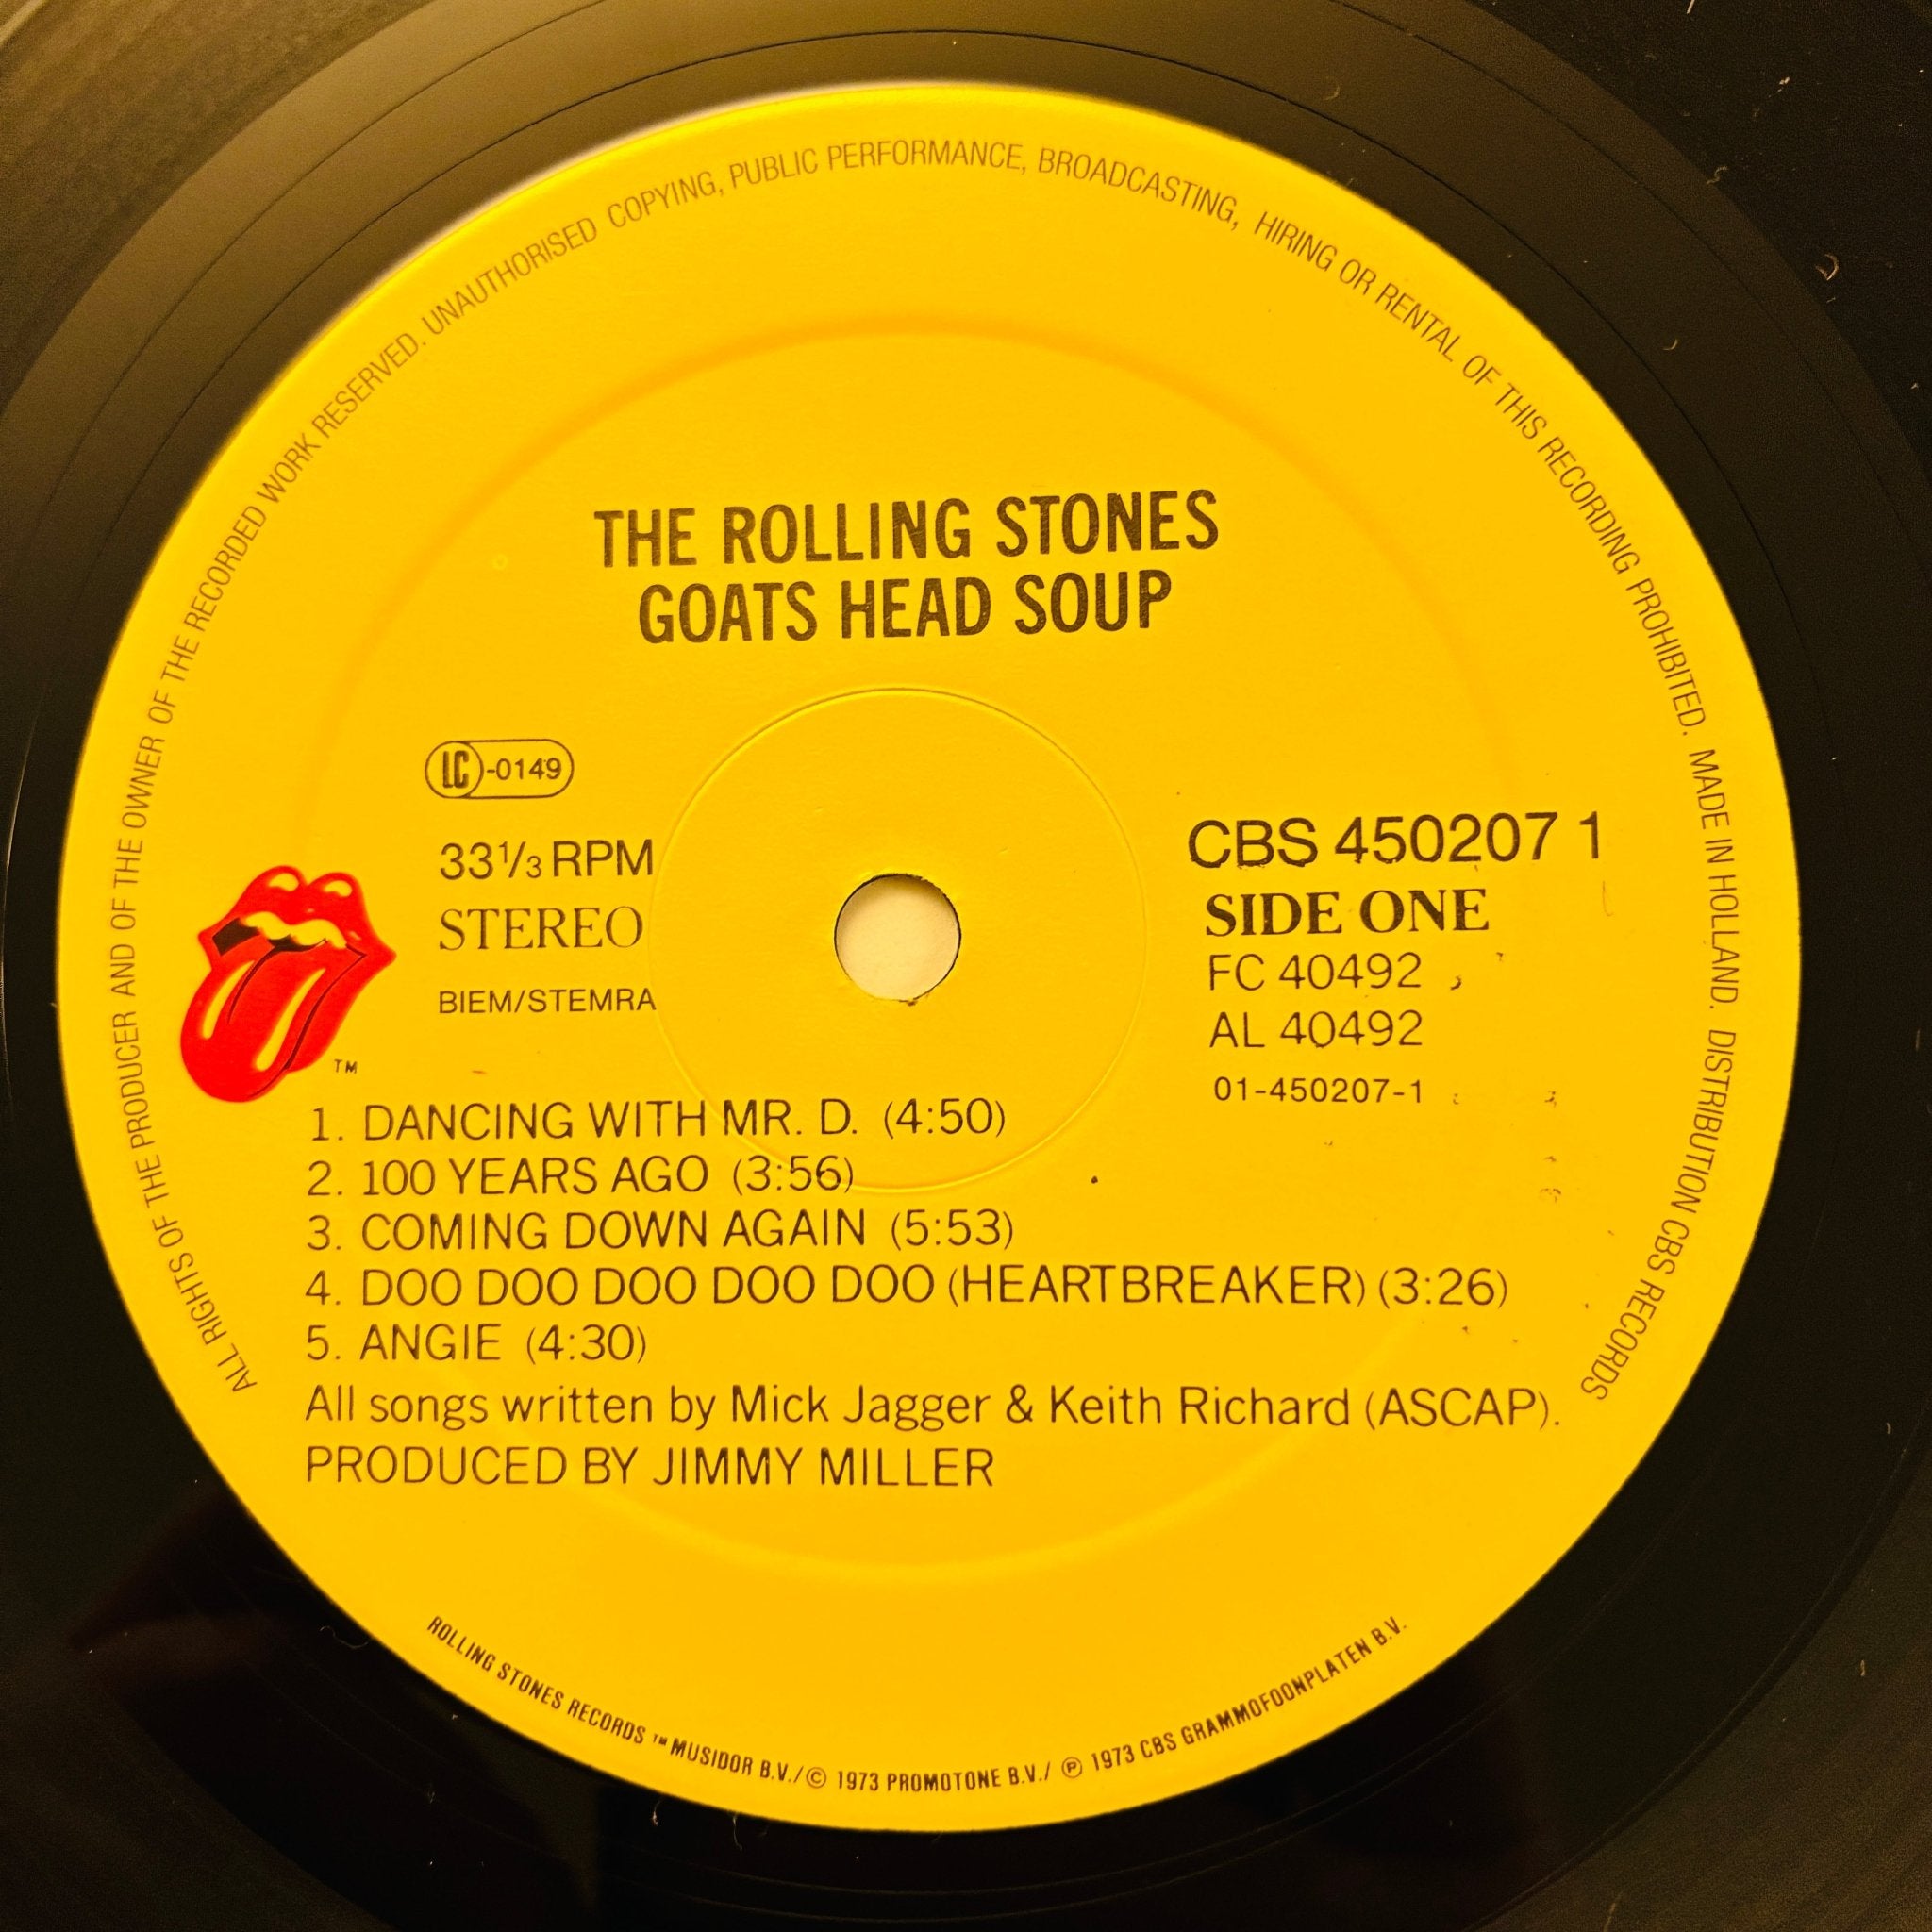 ALL RIGHTS OF THE PRODUCER AND OF THE OWNER OF THE RECORDED WORK RESERVED. UNAUTHORISED COPYING, PUBLIC PERFORMANCE, BROADCASTING, HIRING OR RENTAL OF THIS RECORDING PROHIBITED. MADE IN HOLLAND. DISTRIBUTION CBS RECORDS
THE ROLLING STONES
GOATS HEAD SOUP
LC-0149
33 1/3 RPM
STEREO
BIEM/STEMRA
TM
CBS 450207 1
SIDE ONE
FC 40492
AL 40492
01-450207-1
1. DANCING WITH MR. D. (4:50)
2. 100 YEARS AGO (3:56)
3. COMING DOWN AGAIN (5:53)
4. DOO DOO DOO DOO DOO (HEARTBREAKER) (3:26)
5. ANGIE (4:30)
All songs written by Mick Jagger & Keith Richard (ASCAP).
PRODUCED BY JIMMY MILLER
ROLLING STONES RECORDS ™ MUSIDOR B.V./© 1973 PROMOTONE B.V./ ℗ 1973 CBS GRAMMOFOONPLATEN B.V.